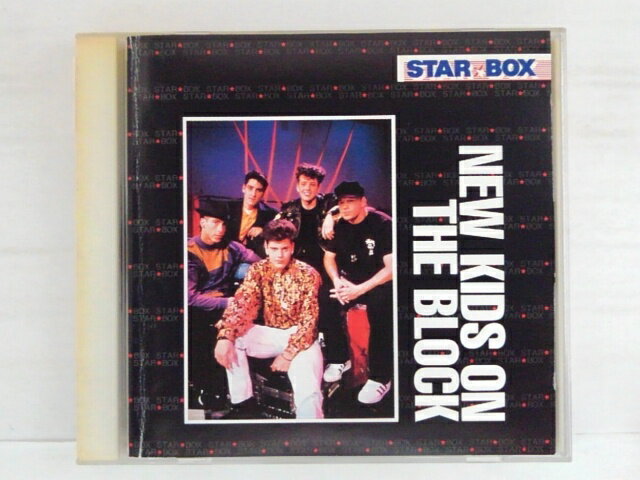 STAR BOX
NEW KIDS ON
THE BLOCK